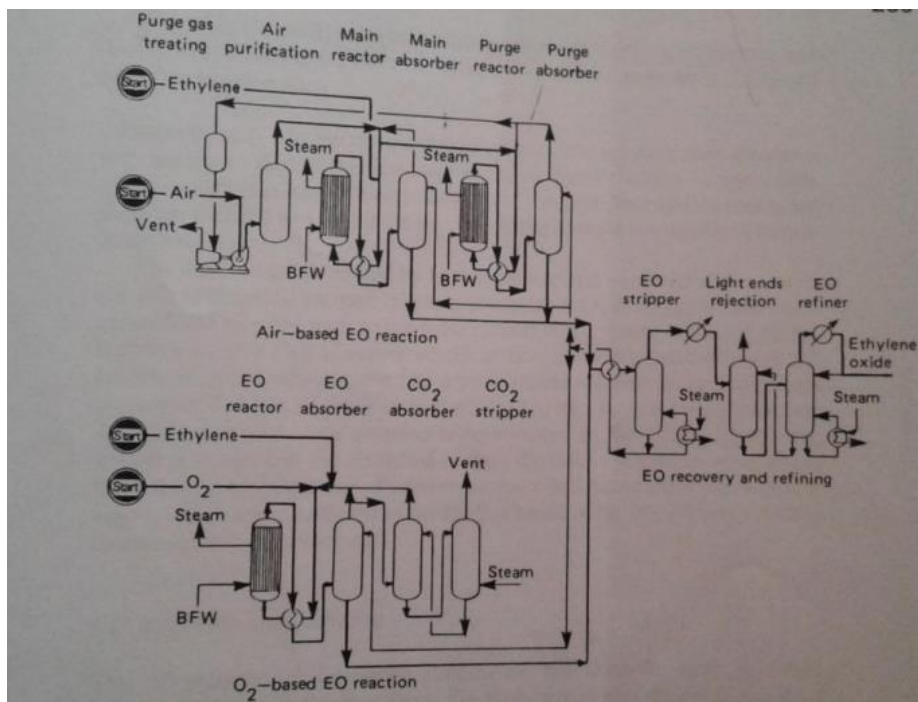 Purge gas treating
Air purification
Main reactor
Main absorber
Purge reactor
Purge absorber
Start
Ethylene
Steam
Steam
Start
Air
Vent
BFW
BFW
Air-based EO reaction
EO stripper
Light ends rejection
EO refiner
Ethylene oxide
Steam
Steam
EO recovery and refining
EO reactor
EO absorber
CO2 absorber
CO2 stripper
Start
Ethylene
Start
O2
Vent
Steam
Steam
BFW
O2-based EO reaction